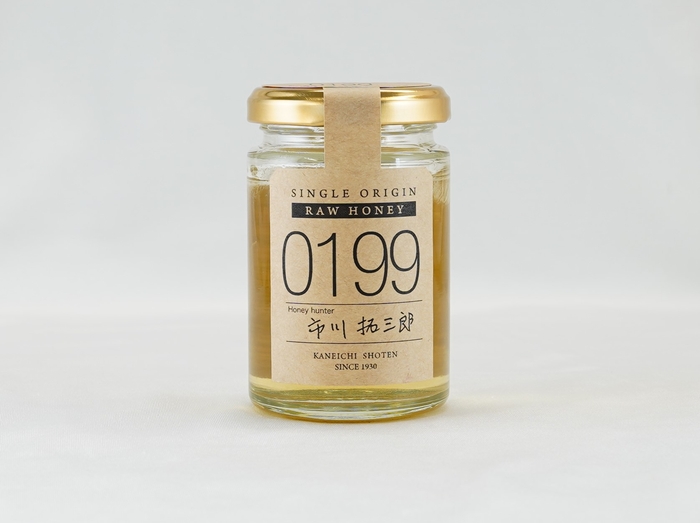 SINGLE ORIGIN
RAW HONEY
0199
Honey hunter
市川 拓三郎
KANEICHI SHOTEN
SINCE 1930